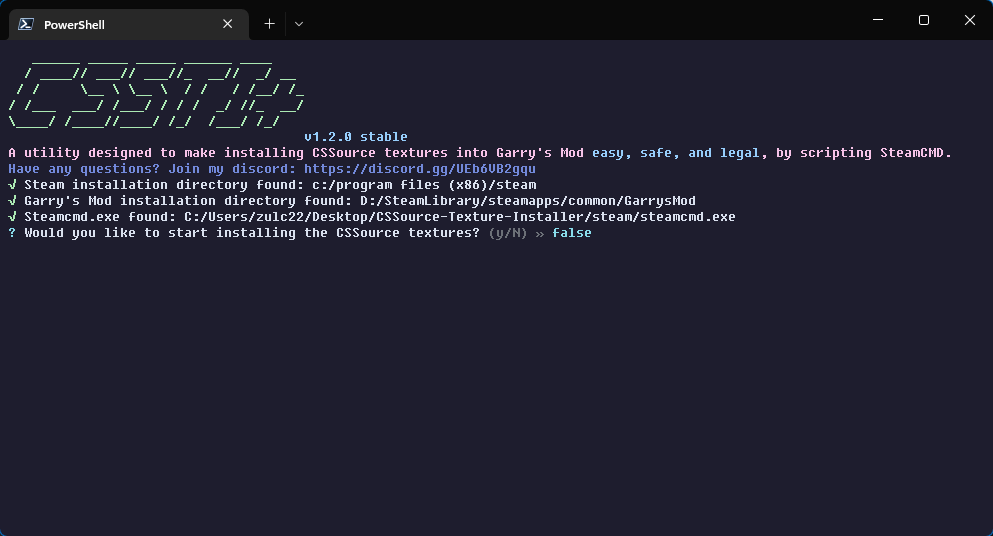 PowerShell
v1.2.0 stable
A utility designed to make installing CSSource textures into Garry's Mod easy, safe, and legal, by scripting SteamCMD.
Have any questions? Join my discord: https://discord.gg/UEb6VB2gqu
√ Steam installation directory found: c:/program files (x86)/steam
√ Garry's Mod installation directory found: D:/SteamLibrary/steamapps/common/GarrysMod
√ Steamcmd.exe found: C:/Users/zulc22/Desktop/CSSource-Texture-Installer/steam/steamcmd.exe
? Would you like to start installing the CSSource textures? (y/N) » false